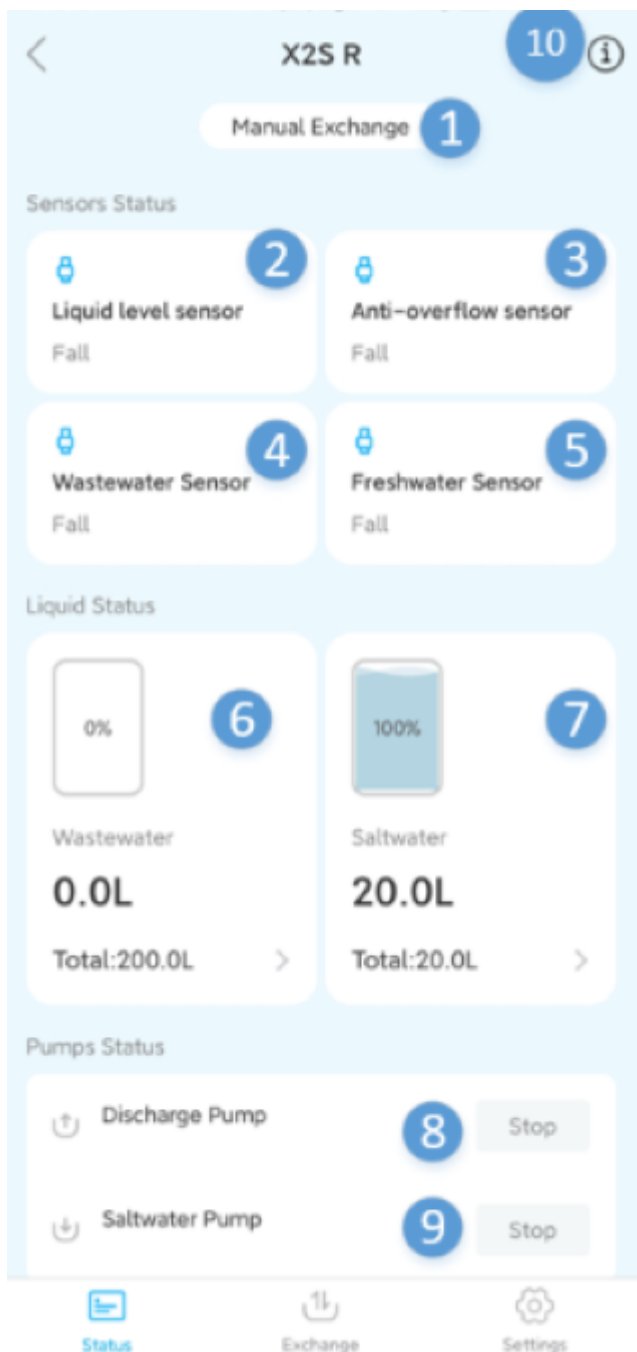 X2S R
10
Manual Exchange
1
Sensors Status
2
3
Liquid level sensor
Anti-overflow sensor
Fall
Fall
4
5
Wastewater Sensor
Freshwater Sensor
Fall
Fall
Liquid Status
0%
6
100%
7
Wastewater
Saltwater
0.0L
20.0L
Total:200.0L
Total:20.0L
Pumps Status
Discharge Pump
8
Stop
Saltwater Pump
9
Stop
Status
Exchange
Settings